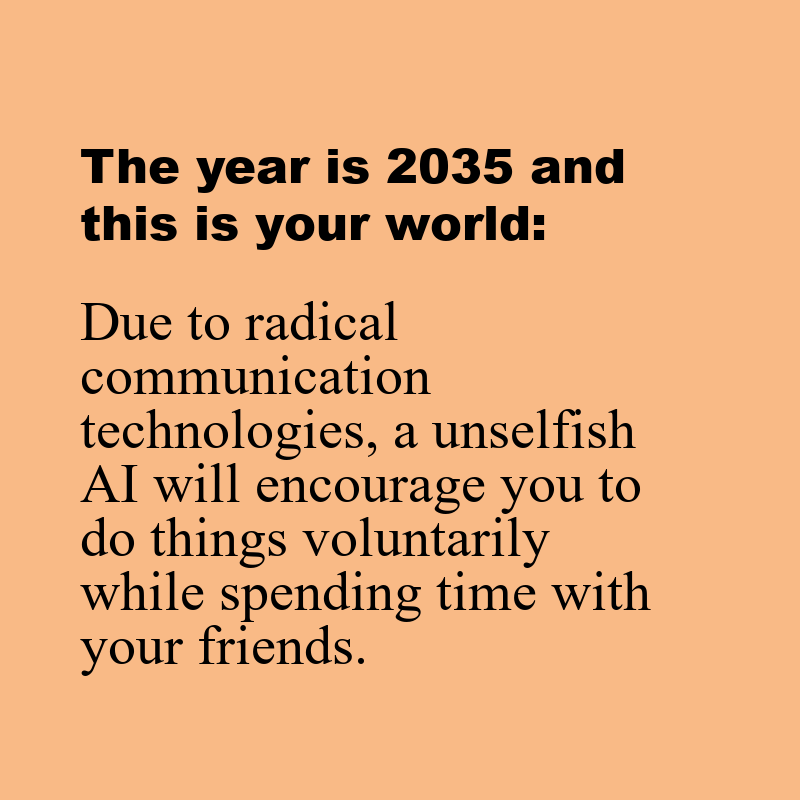 The year is 2035 and
this is your world:
Due to radical
communication
technologies, a unselfish
AI will encourage you to
do things voluntarily
while spending time with
your friends.